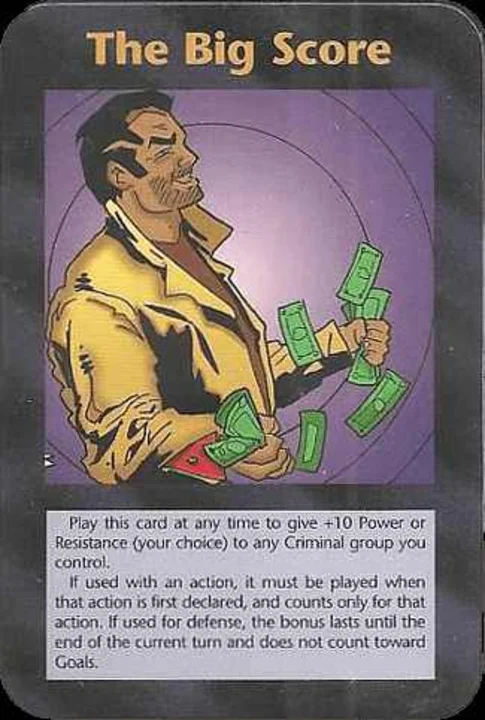 The Big Score
Play this card at any time to give +10 Power or
Resistance (your choice) to any Criminal group you
control.
If used with an action, it must be played when
that action is first declared, and counts only for that
action. If used for defense, the bonus lasts until the
end of the current turn and does not count toward
Goals.